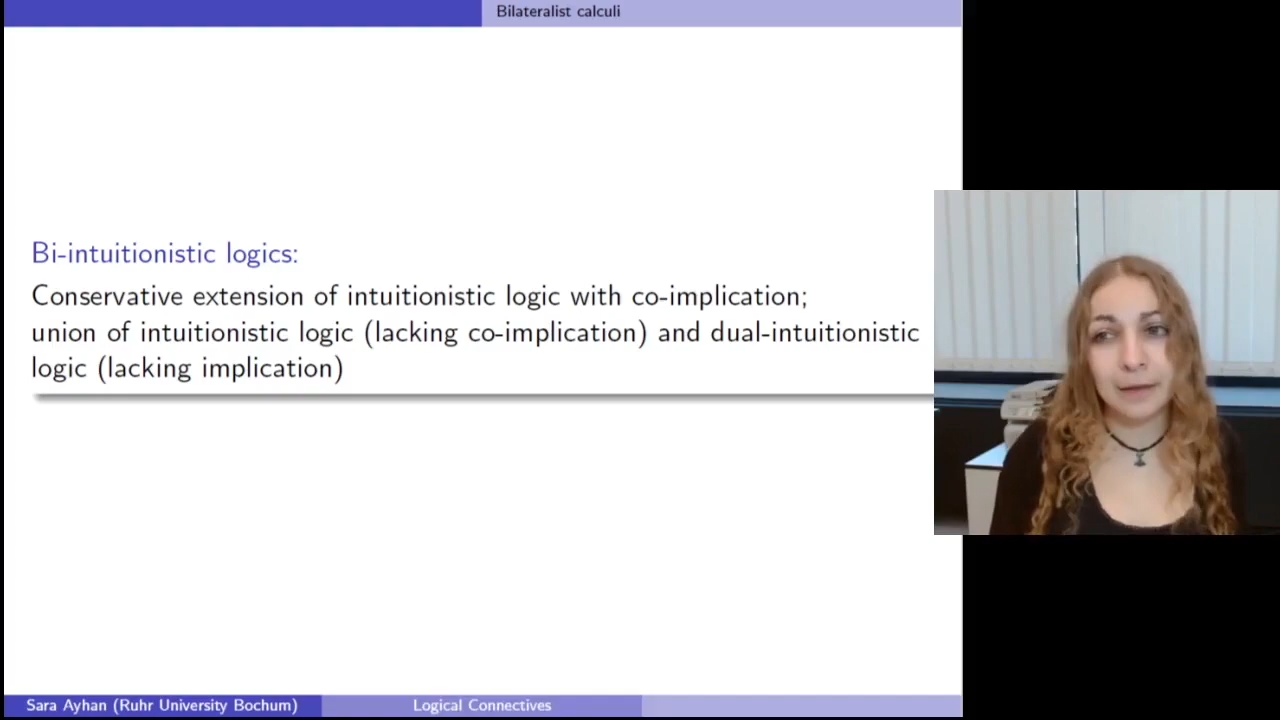 Bilateralist calculi
Bi-intuitionistic logics:
Conservative extension of intuitionistic logic with co-implication;
union of intuitionistic logic (lacking co-implication) and dual-intuitionistic
logic (lacking implication)
Sara Ayhan (Ruhr University Bochum)
Logical Connectives